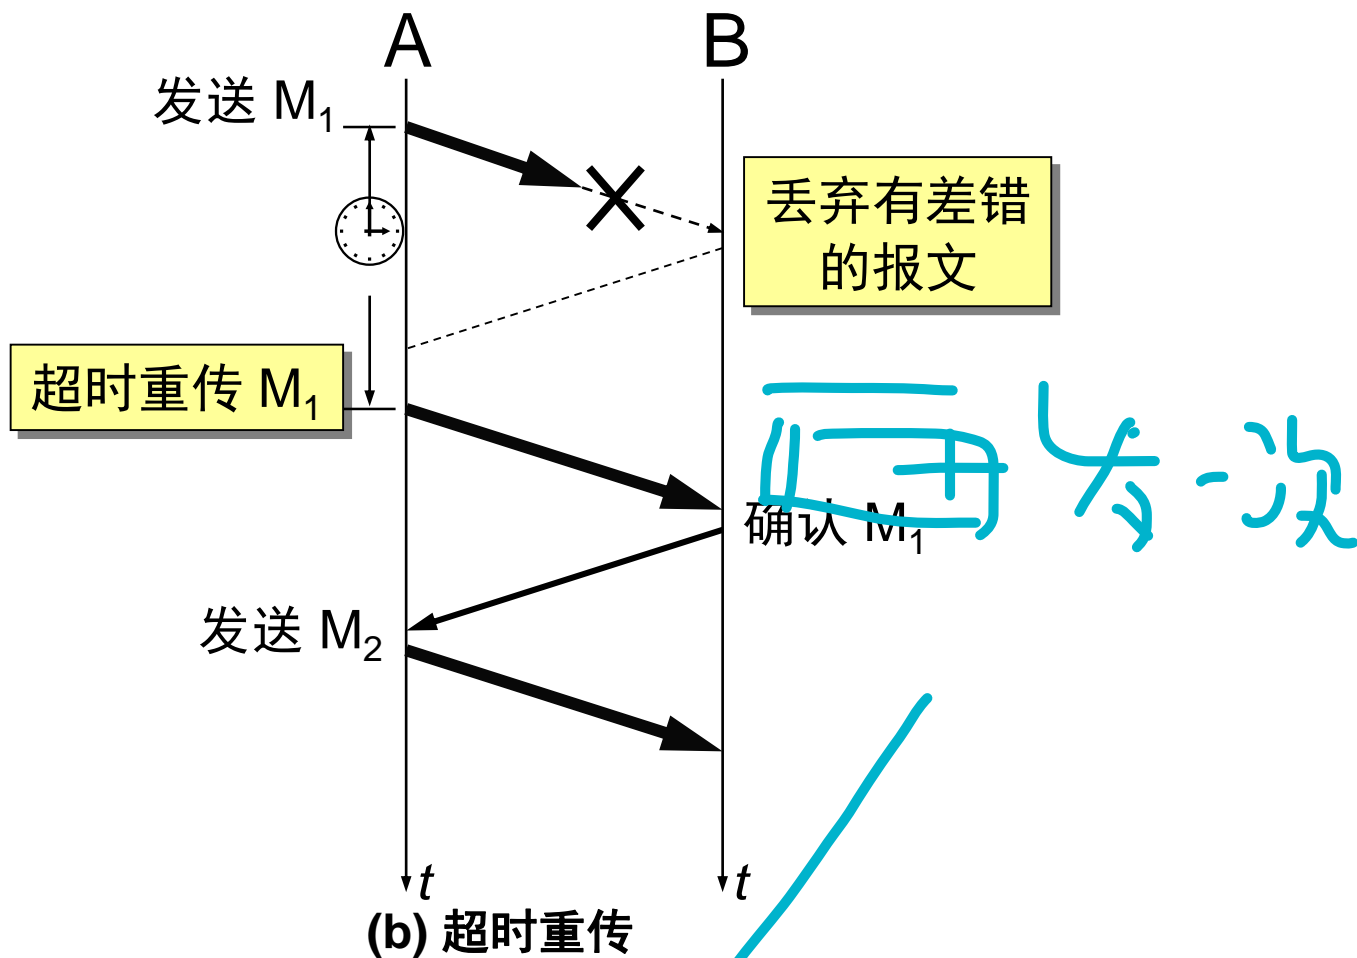 A B
发送 M₁
丢弃有差错
的报文
超时重传 M₁
再发一次
确认 M₁
发送 M₂
t t
(b) 超时重传